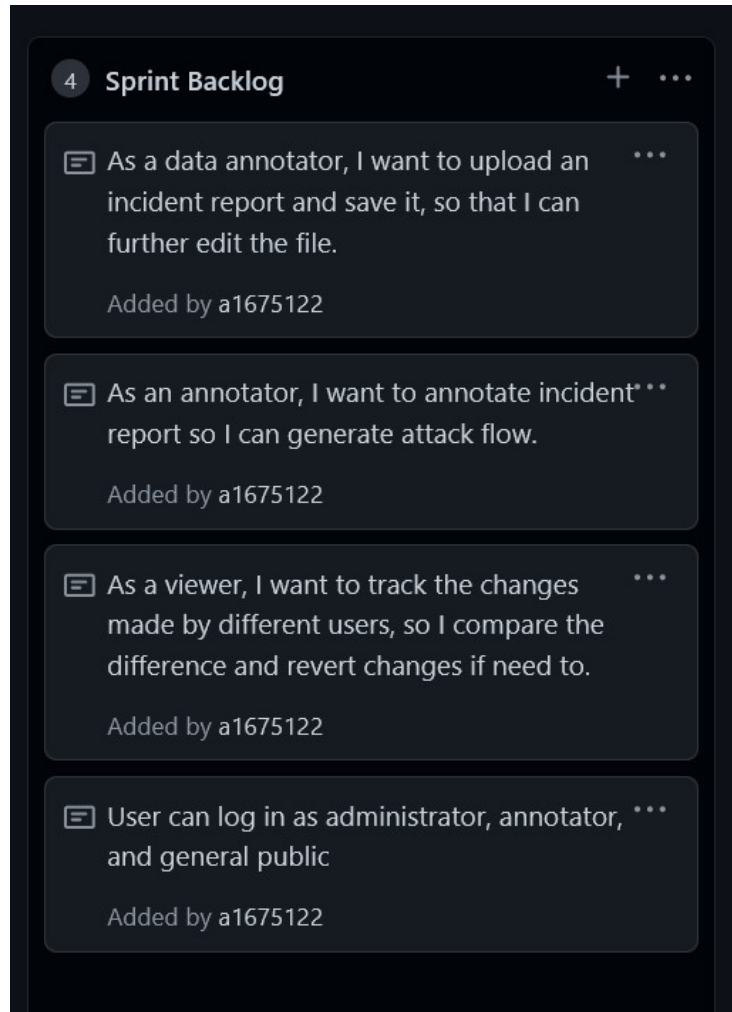 4 Sprint Backlog
As a data annotator, I want to upload an
incident report and save it, so that I can
further edit the file.
Added by a1675122
As an annotator, I want to annotate incident
report so I can generate attack flow.
Added by a1675122
As a viewer, I want to track the changes
made by different users, so I compare the
difference and revert changes if need to.
Added by a1675122
User can log in as administrator, annotator,
and general public
Added by a1675122